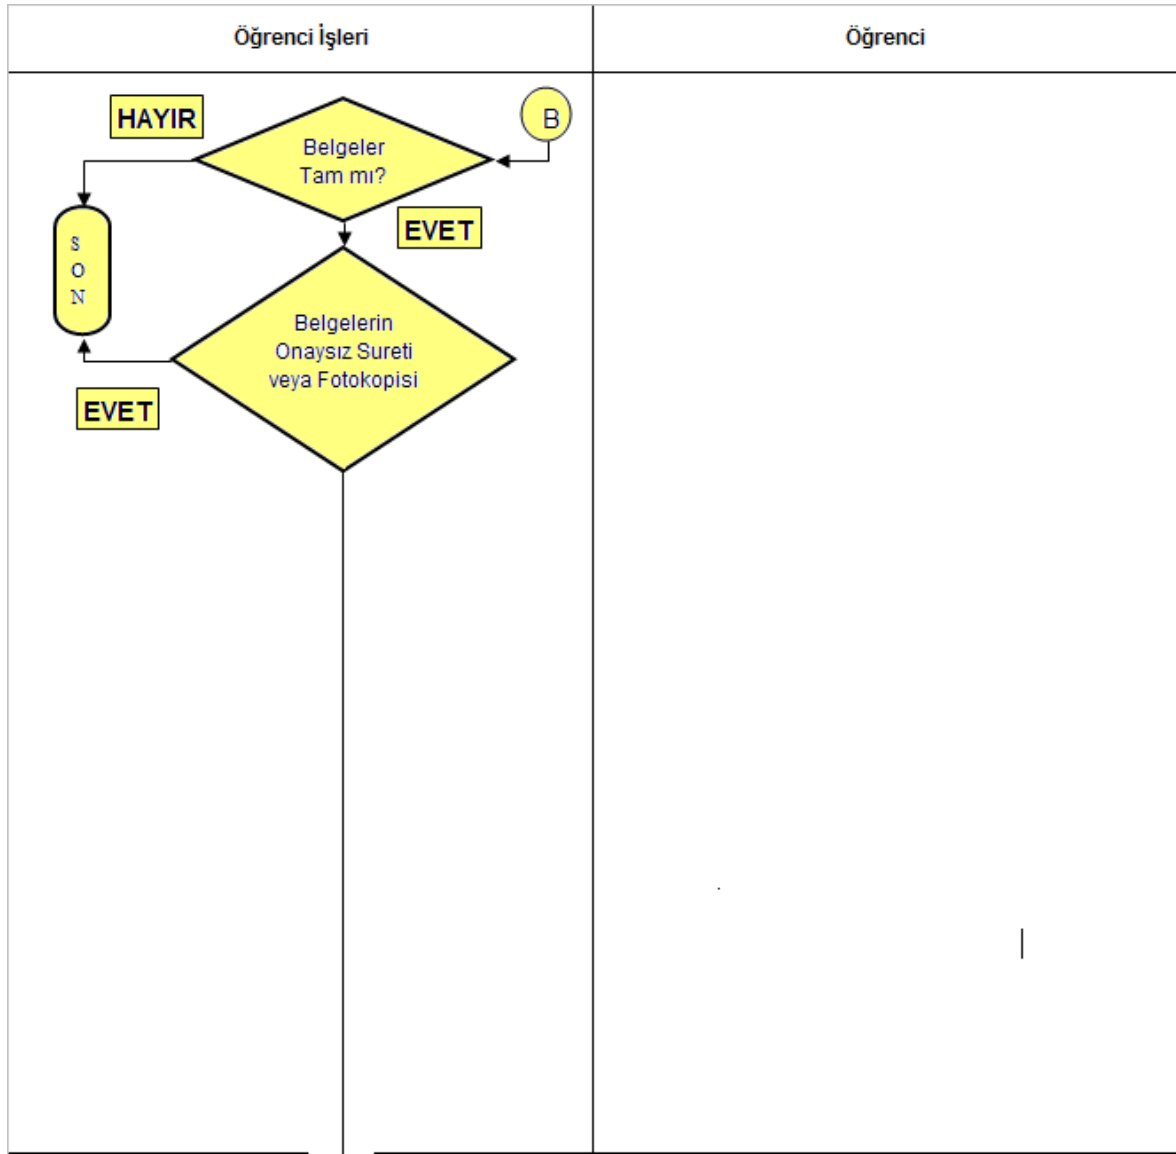 Öğrenci İşleri
Öğrenci
HAYIR
B
Belgeler
Tam mı?
EVET
S
O
N
Belgelerin
Onaysız Sureti
veya Fotokopisi
EVET